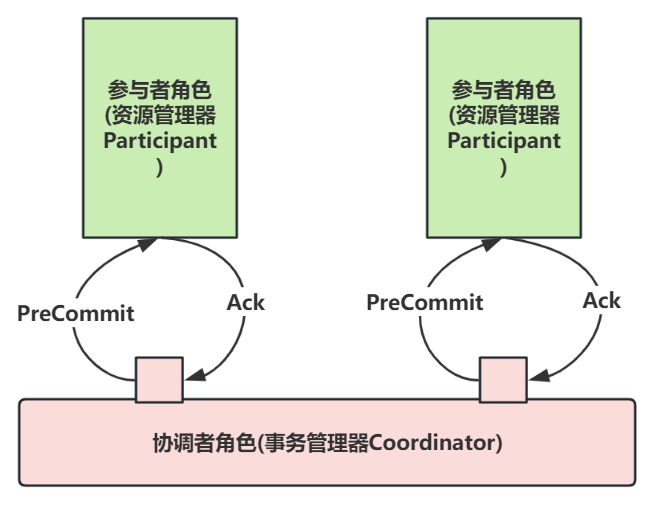 参与者角色
(资源管理器
Participant
)
参与者角色
(资源管理器
Participant
)
PreCommit
Ack
PreCommit
Ack
协调者角色(事务管理器Coordinator)